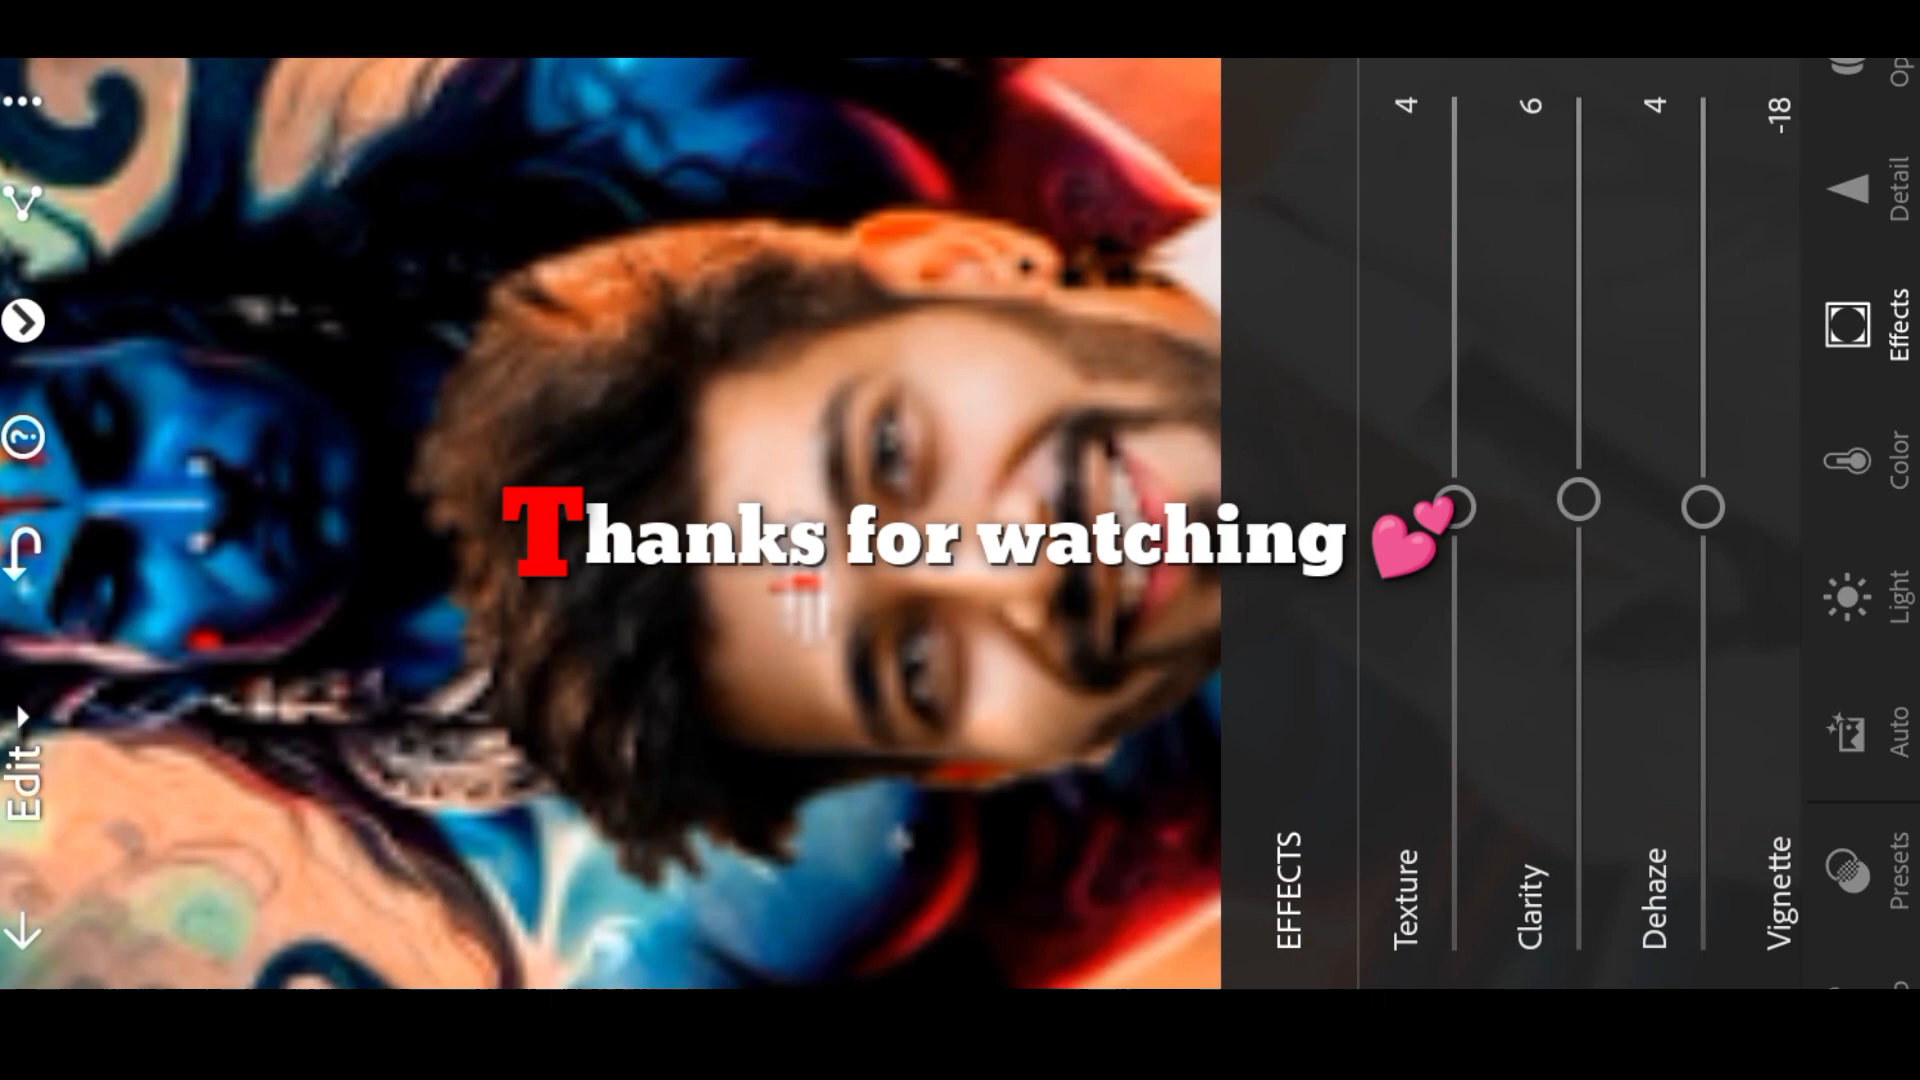 Thanks for watching 💕
Edit
EFFECTS
Texture 4
Clarity 6
Dehaze 4
Vignette -18
Presets
Auto
Light
Color
Effects
Detail
Op